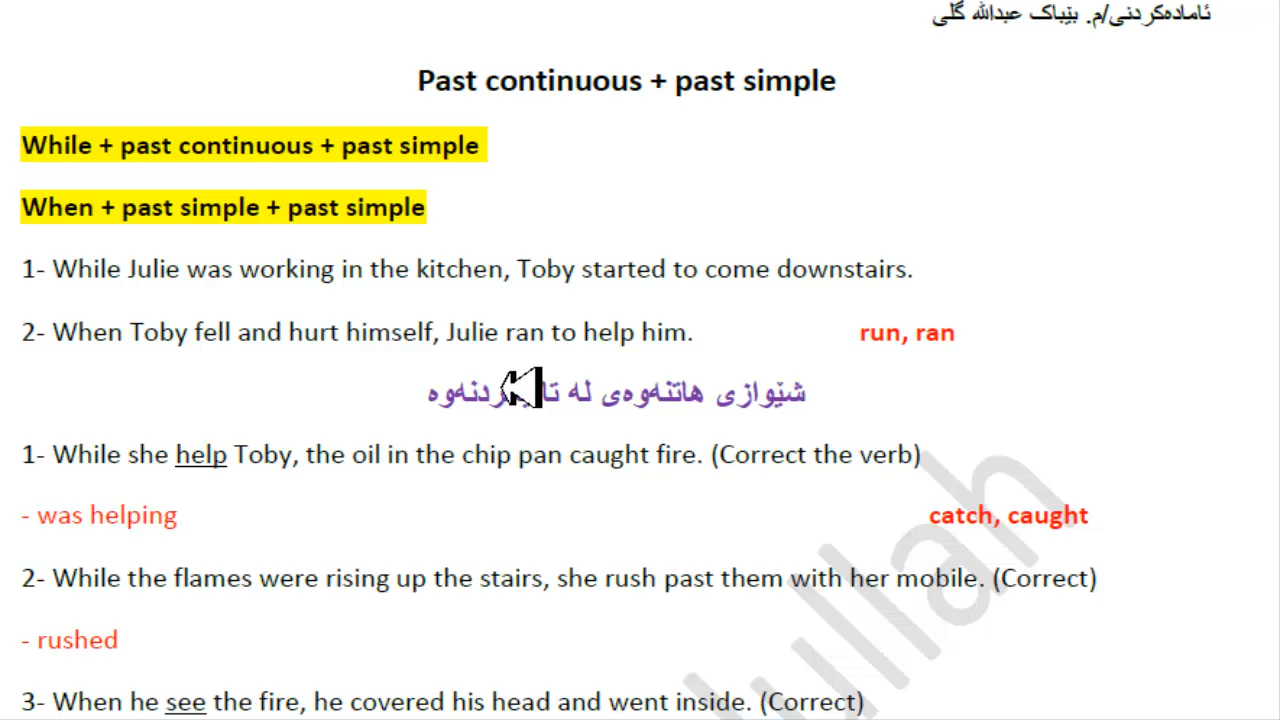 ئامادەکردنی/م. بێباک عبدالله گلی
Past continuous + past simple
While + past continuous + past simple
When + past simple + past simple
1- While Julie was working in the kitchen, Toby started to come downstairs.
2- When Toby fell and hurt himself, Julie ran to help him. run, ran
شێوازی هاتنەوەی لە
1- While she help Toby, the oil in the chip pan caught fire. (Correct the verb)
- was helping catch, caught
2- While the flames were rising up the stairs, she rush past them with her mobile. (Correct)
- rushed
3- When he see the fire, he covered his head and went inside. (Correct)
ullah